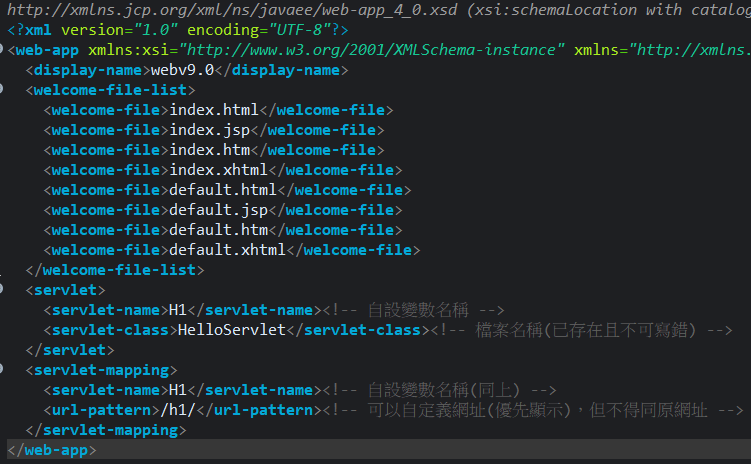 http://xmlns.jcp.org/xml/ns/javaee/web-app_4_0.xsd (xsi:schemaLocation with catalog
<?xml version="1.0" encoding="UTF-8"?>
<web-app xmlns:xsi="http://www.w3.org/2001/XMLSchema-instance" xmlns="http://xmlns.
<display-name>webv9.0</display-name>
<welcome-file-list>
<welcome-file>index.html</welcome-file>
<welcome-file>index.jsp</welcome-file>
<welcome-file>index.htm</welcome-file>
<welcome-file>index.xhtml</welcome-file>
<welcome-file>default.html</welcome-file>
<welcome-file>default.jsp</welcome-file>
<welcome-file>default.htm</welcome-file>
<welcome-file>default.xhtml</welcome-file>
</welcome-file-list>
<servlet>
<servlet-name>H1</servlet-name><!-- 自設變數名稱 -->
<servlet-class>HelloServlet</servlet-class><!-- 檔案名稱(已存在且不可寫錯) -->
</servlet>
<servlet-mapping>
<servlet-name>H1</servlet-name><!-- 自設變數名稱(同上) -->
<url-pattern>/h1/</url-pattern><!-- 可以自定義網址(優先顯示)，但不得同原網址 -->
</servlet-mapping>
</web-app>